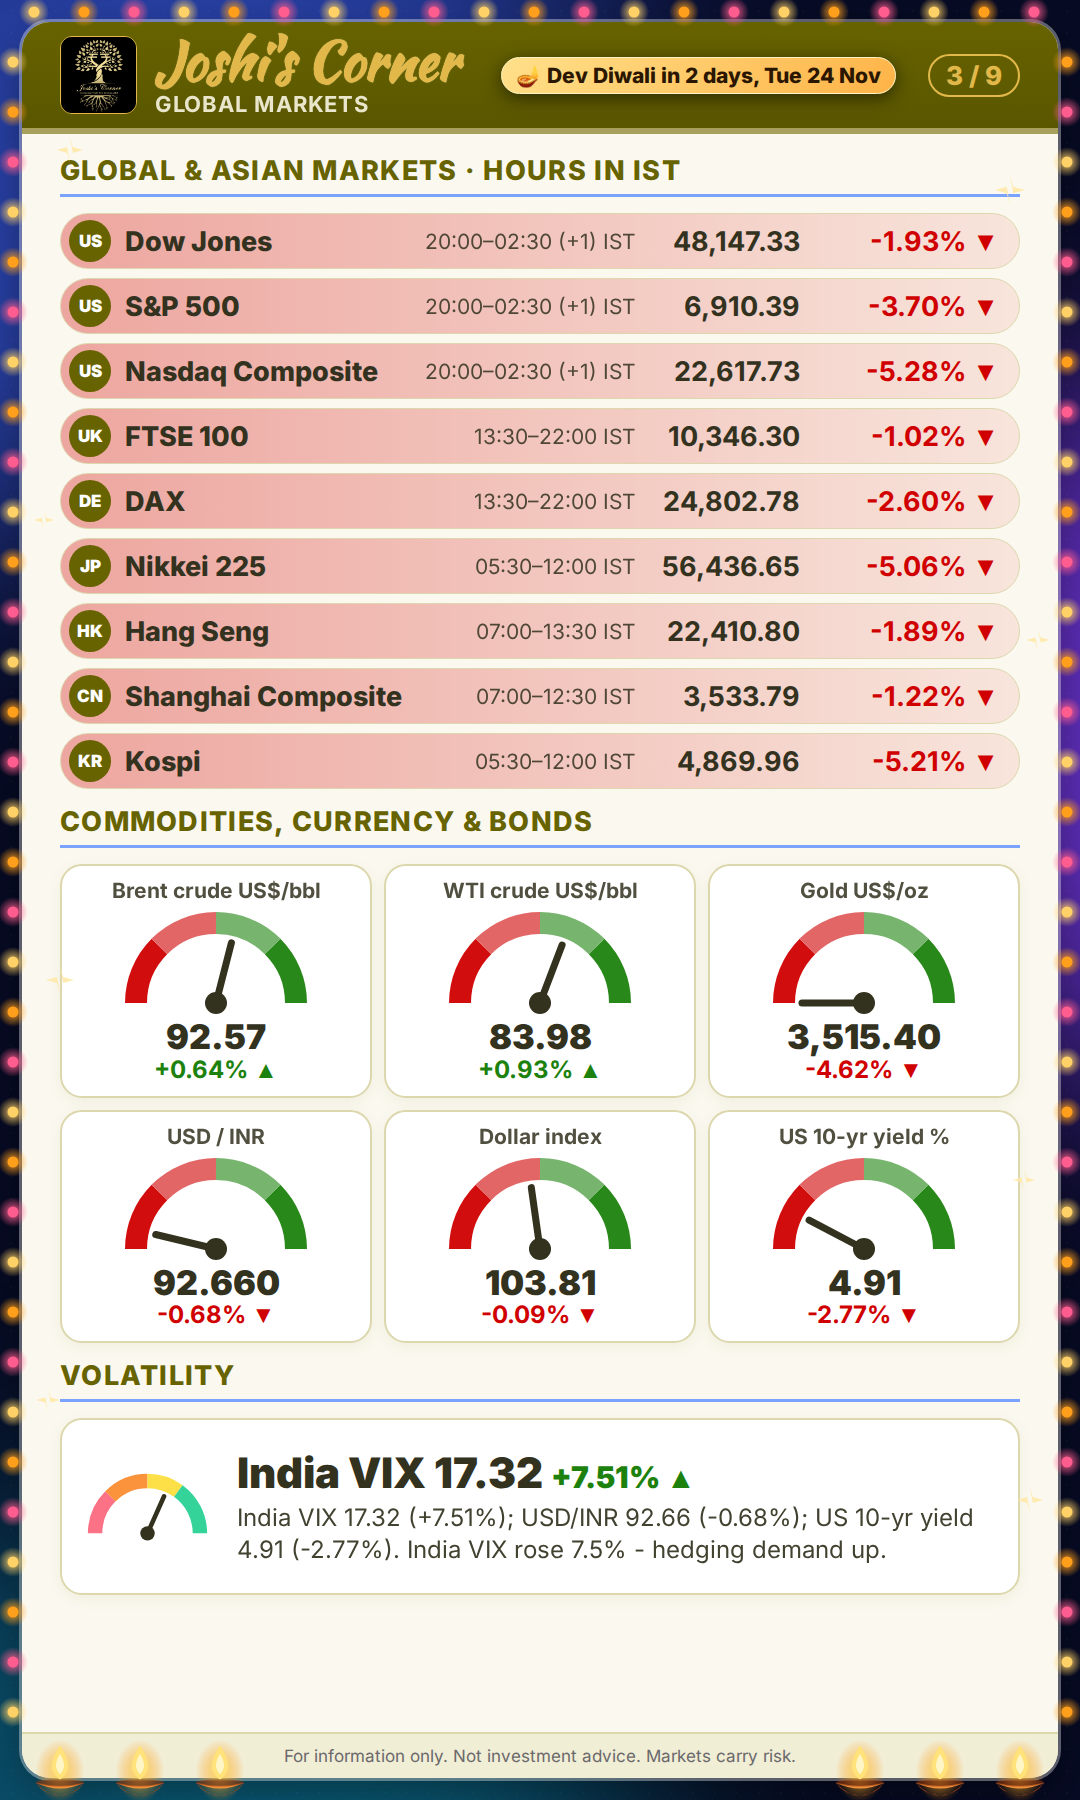 Joshi's Corner
Joshi's Corner
GLOBAL MARKETS
🪔 Dev Diwali in 2 days, Tue 24 Nov
3 / 9
GLOBAL & ASIAN MARKETS · HOURS IN IST
US Dow Jones 20:00–02:30 (+1) IST 48,147.33 -1.93% ▼
US S&P 500 20:00–02:30 (+1) IST 6,910.39 -3.70% ▼
US Nasdaq Composite 20:00–02:30 (+1) IST 22,617.73 -5.28% ▼
UK FTSE 100 13:30–22:00 IST 10,346.30 -1.02% ▼
DE DAX 13:30–22:00 IST 24,802.78 -2.60% ▼
JP Nikkei 225 05:30–12:00 IST 56,436.65 -5.06% ▼
HK Hang Seng 07:00–13:30 IST 22,410.80 -1.89% ▼
CN Shanghai Composite 07:00–12:30 IST 3,533.79 -1.22% ▼
KR Kospi 05:30–12:00 IST 4,869.96 -5.21% ▼
COMMODITIES, CURRENCY & BONDS
Brent crude US$/bbl
92.57
+0.64% ▲
WTI crude US$/bbl
83.98
+0.93% ▲
Gold US$/oz
3,515.40
-4.62% ▼
USD / INR
92.660
-0.68% ▼
Dollar index
103.81
-0.09% ▼
US 10-yr yield %
4.91
-2.77% ▼
VOLATILITY
India VIX 17.32 +7.51% ▲
India VIX 17.32 (+7.51%); USD/INR 92.66 (-0.68%); US 10-yr yield
4.91 (-2.77%). India VIX rose 7.5% - hedging demand up.
For information only. Not investment advice. Markets carry risk.